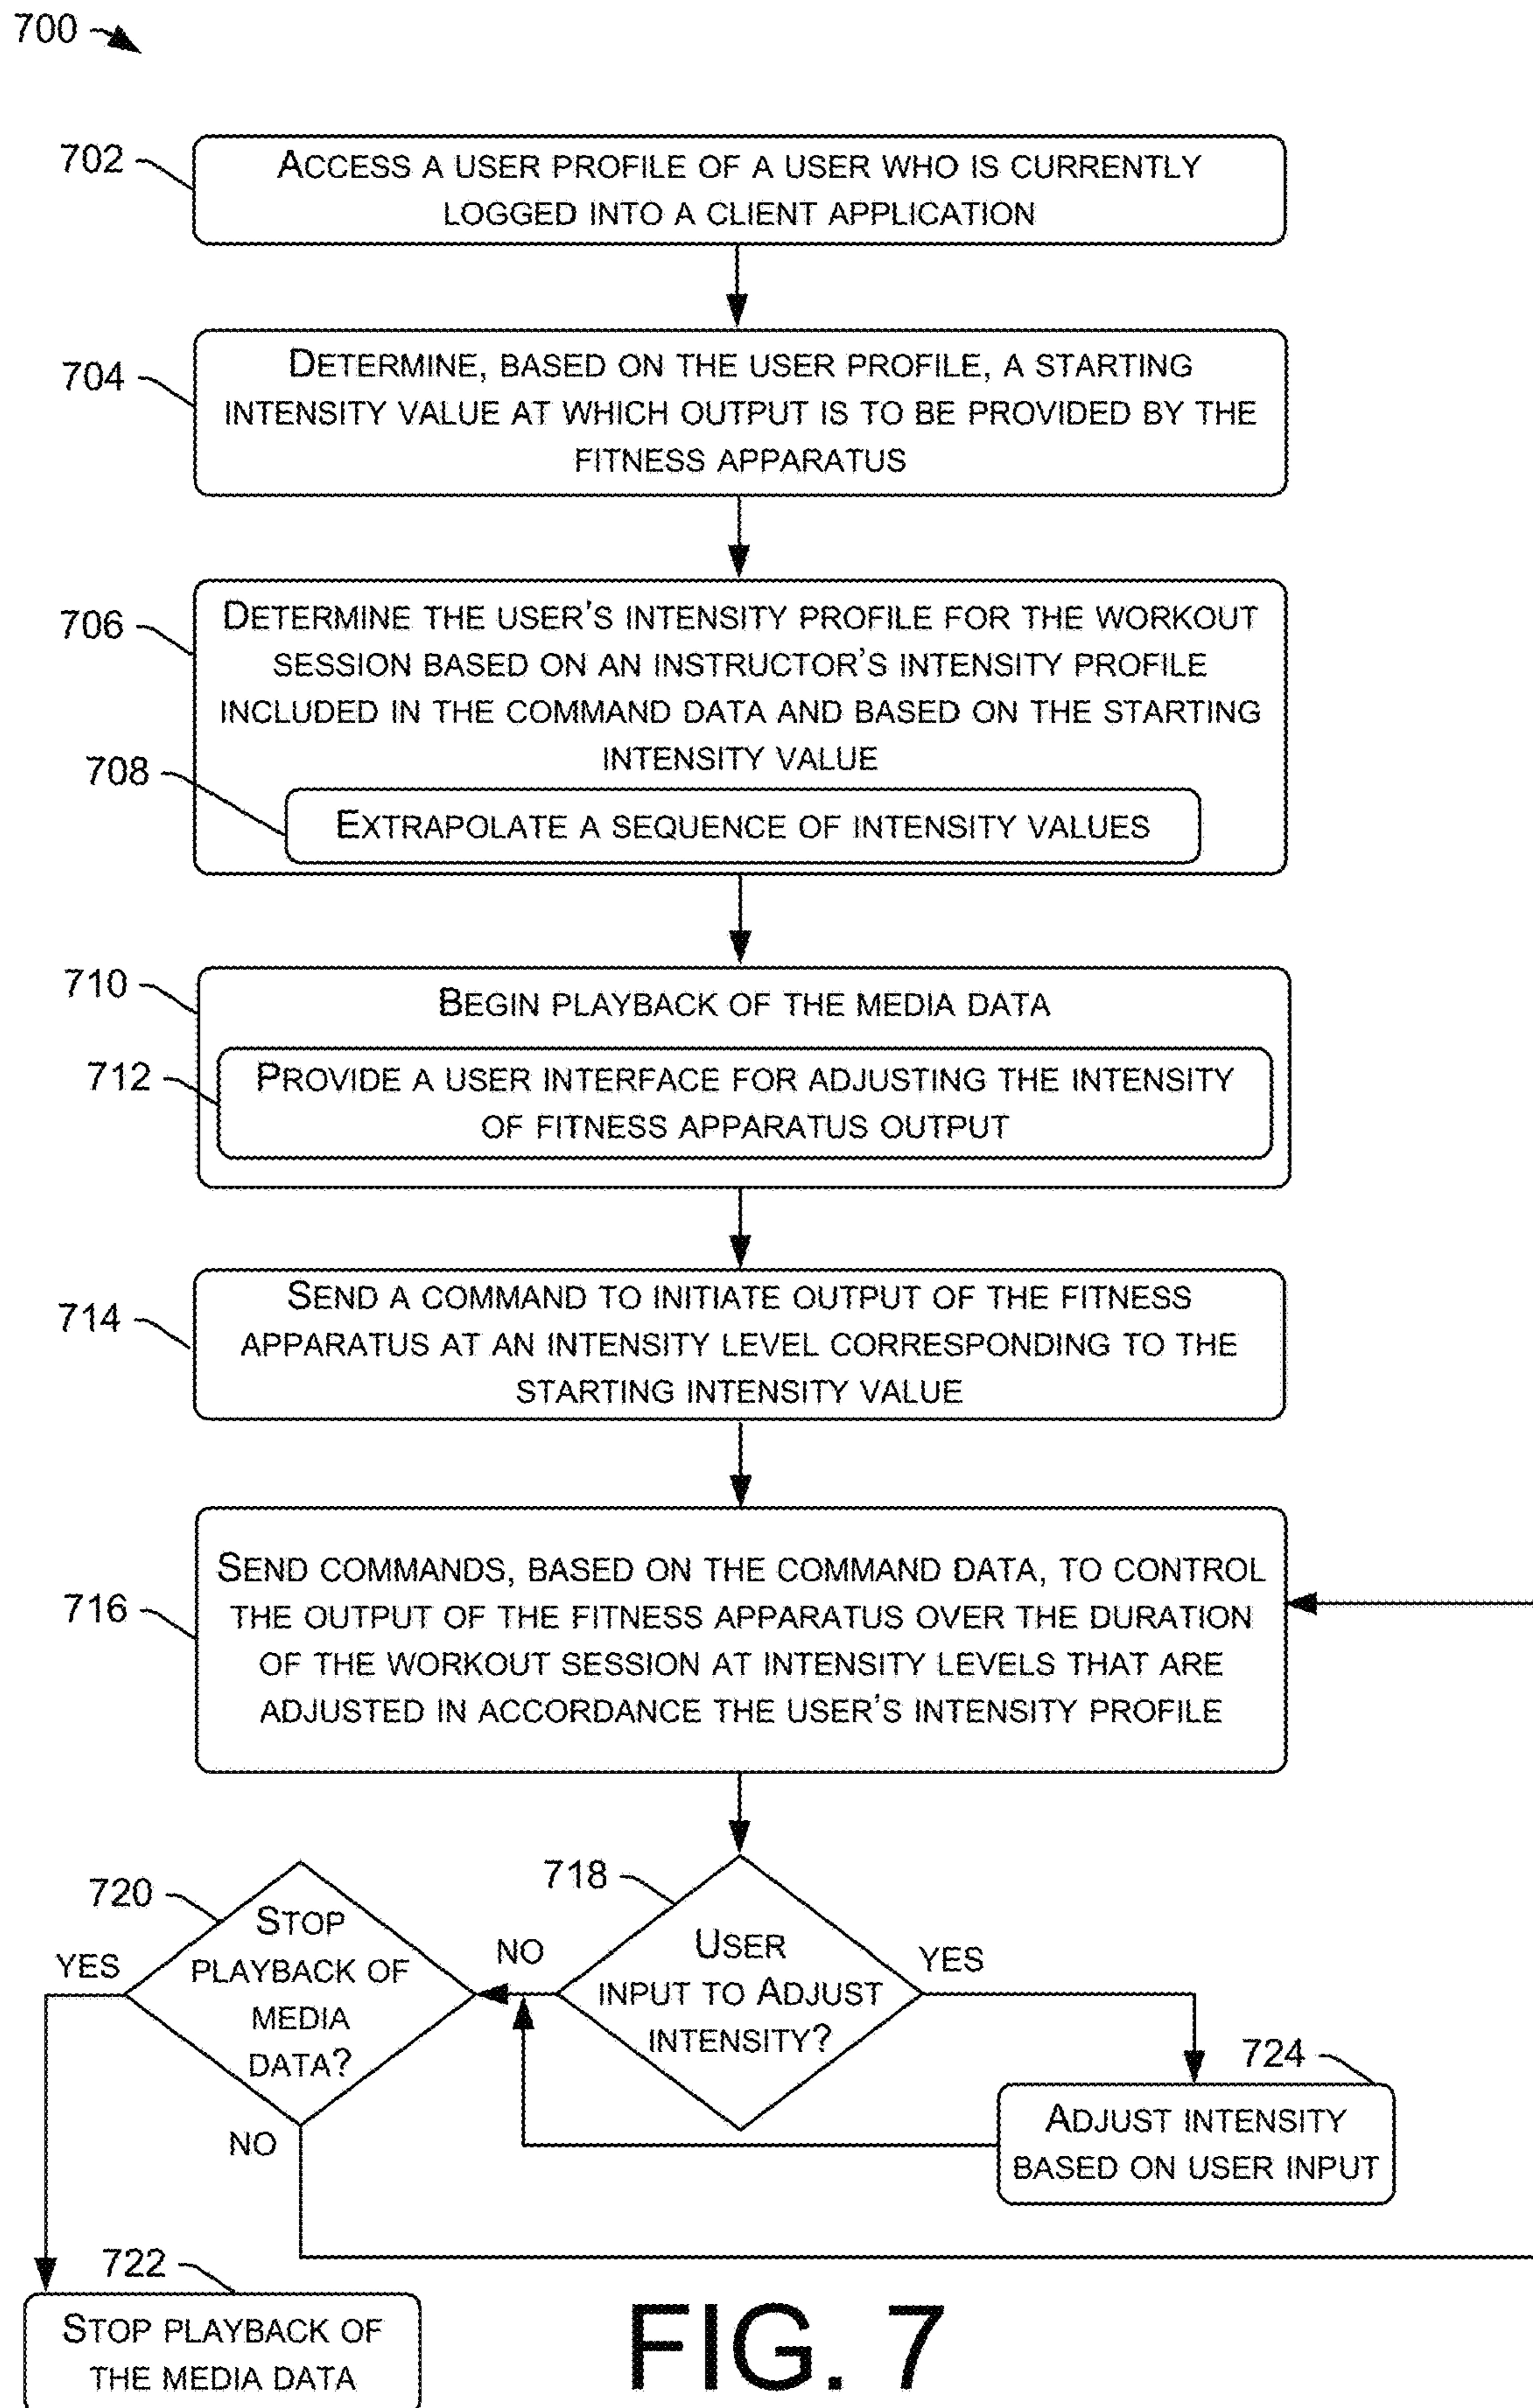 700
702
ACCESS A USER PROFILE OF A USER WHO IS CURRENTLY
LOGGED INTO A CLIENT APPLICATION
704
DETERMINE, BASED ON THE USER PROFILE, A STARTING
INTENSITY VALUE AT WHICH OUTPUT IS TO BE PROVIDED BY THE
FITNESS APPARATUS
706
DETERMINE THE USER'S INTENSITY PROFILE FOR THE WORKOUT
SESSION BASED ON AN INSTRUCTOR'S INTENSITY PROFILE
INCLUDED IN THE COMMAND DATA AND BASED ON THE STARTING
INTENSITY VALUE
708
EXTRAPOLATE A SEQUENCE OF INTENSITY VALUES
710
BEGIN PLAYBACK OF THE MEDIA DATA
712
PROVIDE A USER INTERFACE FOR ADJUSTING THE INTENSITY
OF FITNESS APPARATUS OUTPUT
714
SEND A COMMAND TO INITIATE OUTPUT OF THE FITNESS
APPARATUS AT AN INTENSITY LEVEL CORRESPONDING TO THE
STARTING INTENSITY VALUE
716
SEND COMMANDS, BASED ON THE COMMAND DATA, TO CONTROL
THE OUTPUT OF THE FITNESS APPARATUS OVER THE DURATION
OF THE WORKOUT SESSION AT INTENSITY LEVELS THAT ARE
ADJUSTED IN ACCORDANCE THE USER'S INTENSITY PROFILE
718
USER
INPUT TO ADJUST
INTENSITY?
NO
YES
720
STOP
PLAYBACK OF
MEDIA
DATA?
YES
NO
724
ADJUST INTENSITY
BASED ON USER INPUT
722
STOP PLAYBACK OF
THE MEDIA DATA
FIG. 7